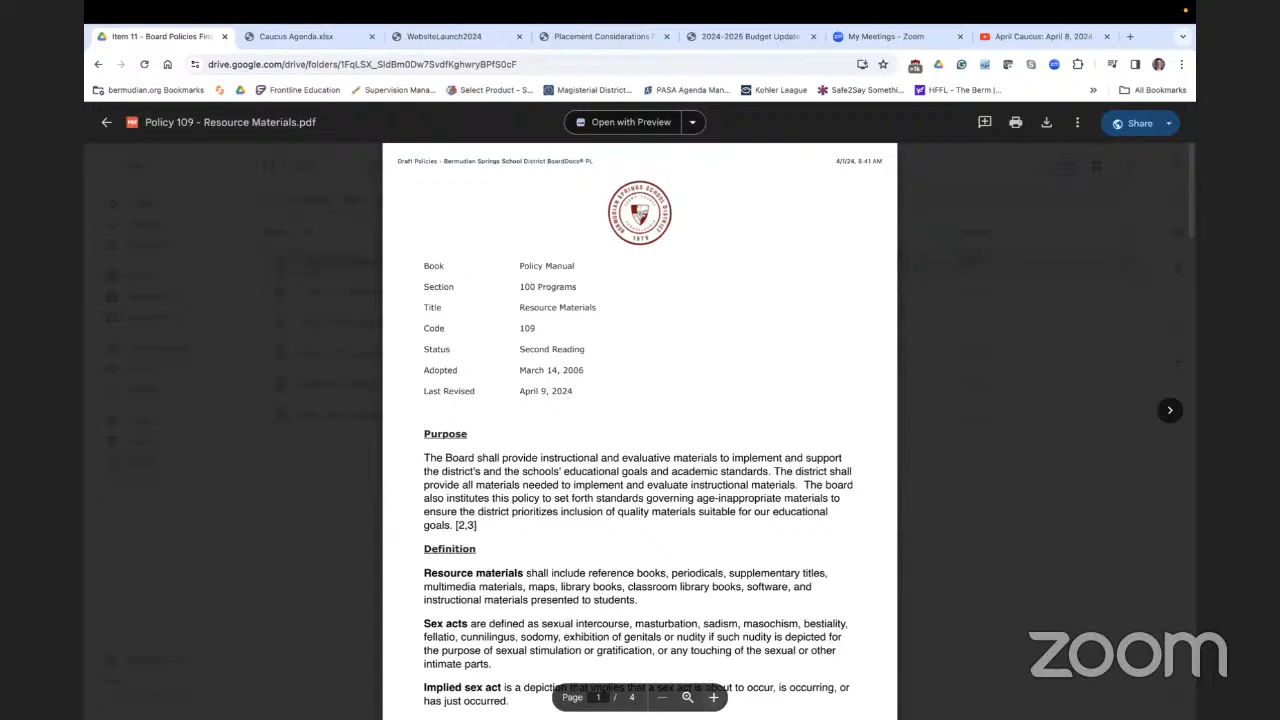 Item 11 - Board Policies Fin
Caucus Agenda.xlsx
WebsiteLaunch2024
Placement Considerations P
2024-2025 Budget Update
My Meetings - Zoom
April Caucus: April 8, 2024
drive.google.com/drive/folders/1FqLSX_SldBm0Dw7SvdfKghwryBPfS0cF
bermudian.org Bookmarks
Frontline Education
Supervision Mana...
Select Product - S...
Magisterial District...
PASA Agenda Man...
Kohler League
Safe2Say Somethi...
HFFL - The Berm |...
All Bookmarks
Policy 109 - Resource Materials.pdf
Open with Preview
Share
Draft Policies - Bermudian Springs School District BoardDocs® PL
4/1/24, 8:41 AM
BERMUDIAN SPRINGS SCHOOL DISTRICT
Book Policy Manual
Section 100 Programs
Title Resource Materials
Code 109
Status Second Reading
Adopted March 14, 2006
Last Revised April 9, 2024
Purpose
The Board shall provide instructional and evaluative materials to implement and support
the district's and the schools' educational goals and academic standards. The district shall
provide all materials needed to implement and evaluate instructional materials. The board
also institutes this policy to set forth standards governing age-inappropriate materials to
ensure the district prioritizes inclusion of quality materials suitable for our educational
goals. [2,3]
Definition
Resource materials shall include reference books, periodicals, supplementary titles,
multimedia materials, maps, library books, classroom library books, software, and
instructional materials presented to students.
Sex acts are defined as sexual intercourse, masturbation, sadism, masochism, bestiality,
fellatio, cunnilingus, sodomy, exhibition of genitals or nudity if such nudity is depicted for
the purpose of sexual stimulation or gratification, or any touching of the sexual or other
intimate parts.
Implied sex act is a depiction that implies that a sex act is about to occur, is occurring, or
has just occurred.
Page 1 / 4
zoom